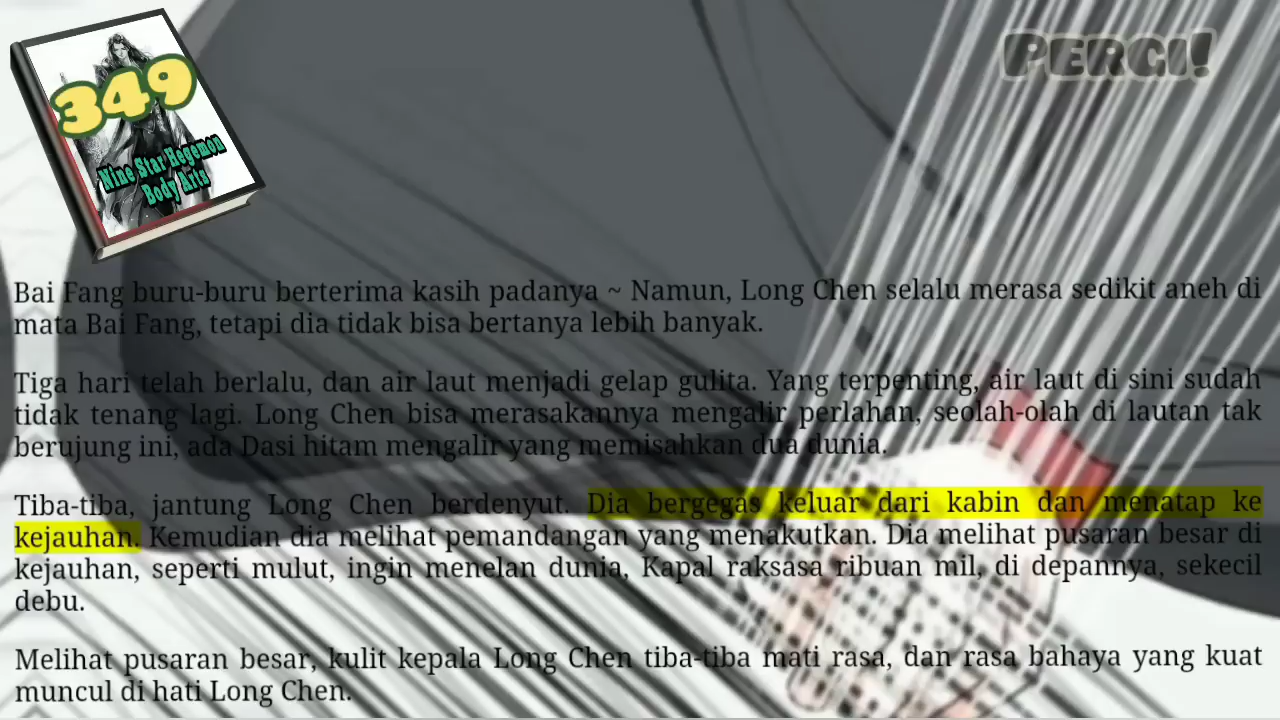 349
Nine Star Hegemon
Body Arts
PERGI!
Bai Fang buru-buru berterima kasih padanya ~ Namun, Long Chen selalu merasa sedikit aneh di
mata Bai Fang, tetapi dia tidak bisa bertanya lebih banyak.
Tiga hari telah berlalu, dan air laut menjadi gelap gulita. Yang terpenting, air laut di sini sudah
tidak tenang lagi. Long Chen bisa merasakannya mengalir perlahan, seolah-olah di lautan tak
berujung ini, ada Dasi hitam mengalir yang memisahkan dua dunia.
Tiba-tiba, jantung Long Chen berdenyut. Dia bergegas keluar dari kabin dan menatap ke
kejauhan. Kemudian dia melihat pemandangan yang menakutkan. Dia melihat pusaran besar di
kejauhan, seperti mulut, ingin menelan dunia, Kapal raksasa ribuan mil, di depannya, sekecil
debu.
Melihat pusaran besar, kulit kepala Long Chen tiba-tiba mati rasa, dan rasa bahaya yang kuat
muncul di hati Long Chen.